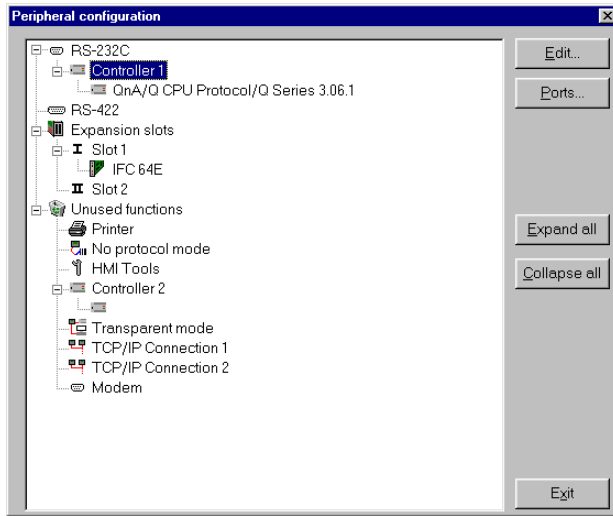 Peripheral configuration
RS-232C
Controller 1
QnA/Q CPU Protocol/Q Series 3.06.1
RS-422
Expansion slots
I Slot 1
IFC 64E
II Slot 2
Unused functions
Printer
No protocol mode
HMI Tools
Controller 2
Transparent mode
TCP/IP Connection 1
TCP/IP Connection 2
Modem
Edit...
Ports...
Expand all
Collapse all
Exit